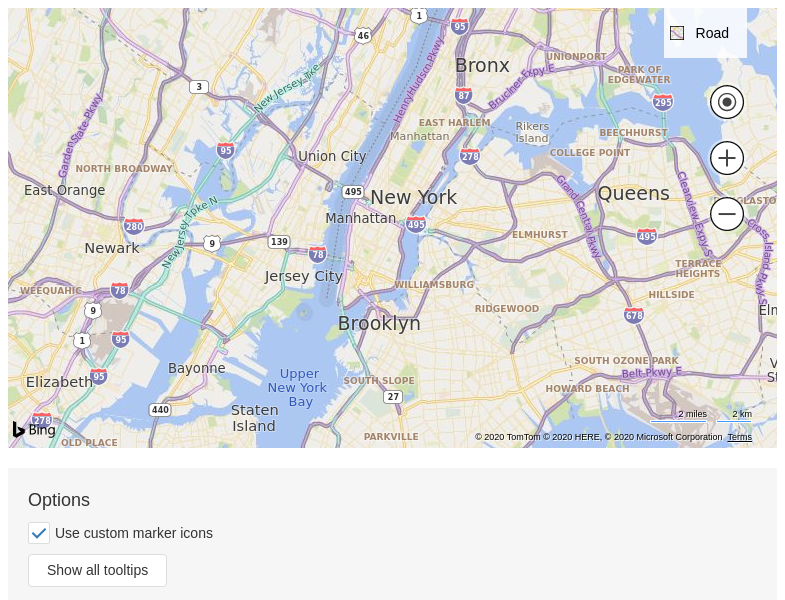 1
95
46
Road
Bronx
UNIONPORT
HenryHudson Pkwy
Bruckner Expy E
PARK OF
EDGEWATER
New Jersey Tpke
3
87
295
Garden State Pkwy
EAST HARLEM
Rikers
Island
BEECHHURST
Manhattan
95
Union City
278
COLLEGE POINT
NORTH BROADWAY
East Orange
495
New York
Queens
Grand Central Pkwy
Clearview Expy S
New Jersey Tpke N
Manhattan
280
495
495
ELMHURST
Cross Island Pkwy S
Newark
9
139
78
Jersey City
TERRACE
HEIGHTS
WEEQUAHIC
78
WILLIAMSBURG
HILLSIDE
9
RIDGEWOOD
678
Brooklyn
1
95
Bayonne
SOUTH OZONE PARK
Belt Pkwy E
Elizabeth
95
Upper
New York
Bay
SOUTH SLOPE
HOWARD BEACH
27
440
Staten
Island
278
Bing
2 miles
2 km
OLD PLACE
PARKVILLE
© 2020 TomTom © 2020 HERE, © 2020 Microsoft Corporation Terms
Options
Use custom marker icons
Show all tooltips